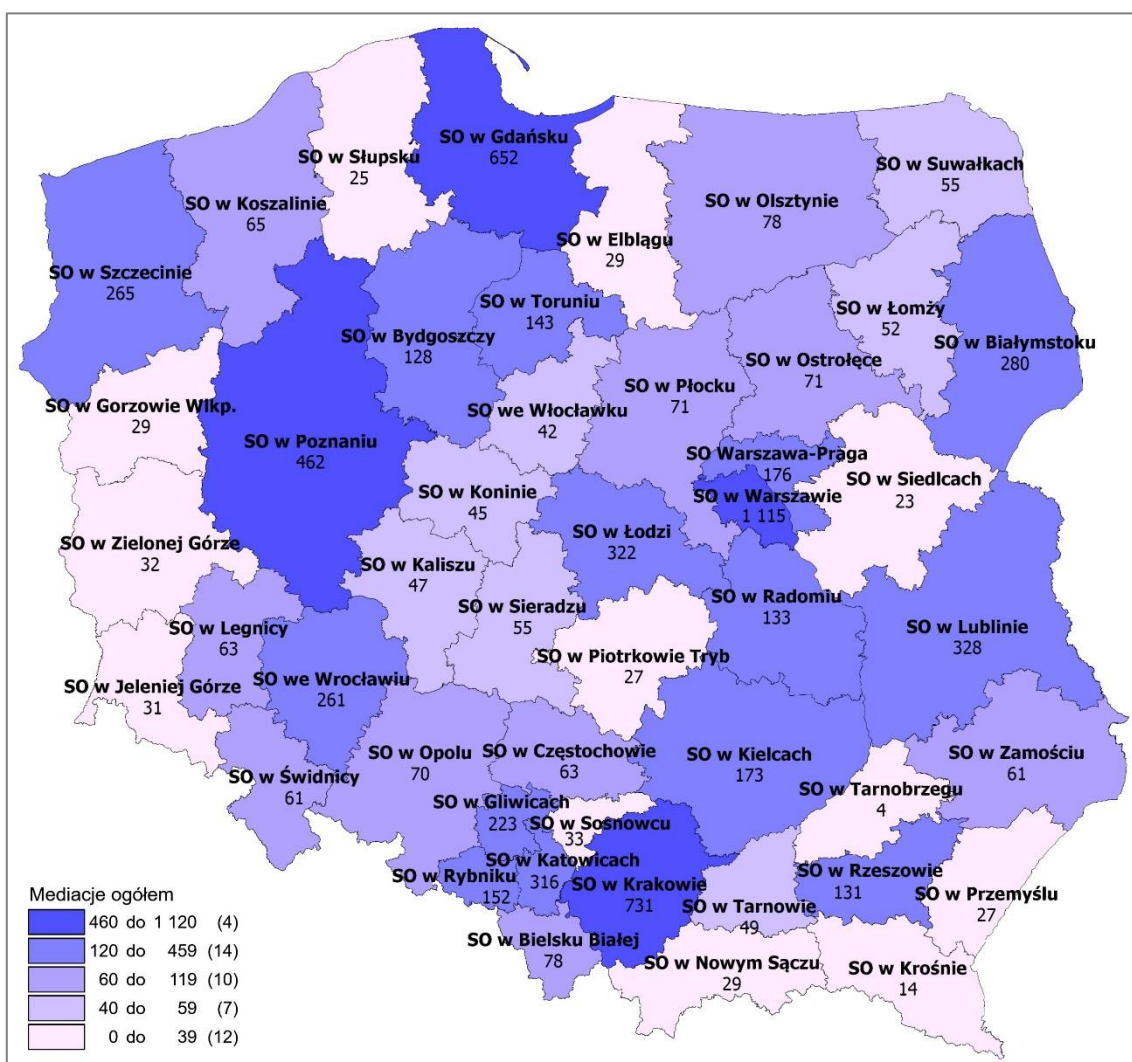 SO w Gdańsku
652
SO w Słupsku
25
SO w Suwałkach
55
SO w Koszalinie
65
SO w Olsztynie
78
SO w Elblągu
29
SO w Szczecinie
265
SO w Toruniu
143
SO w Łomży
52
SO w Bydgoszczy
128
SO w Białymstoku
280
SO w Ostrołęce
71
SO w Płocku
71
SO w Gorzowie Wlkp.
29
SO we Włocławku
42
SO w Poznaniu
462
SO Warszawa-Praga
176
SO w Siedlcach
23
SO w Warszawie
1 115
SO w Koninie
45
SO w Łodzi
322
SO w Zielonej Górze
32
SO w Kaliszu
47
SO w Radomiu
133
SO w Sieradzu
55
SO w Legnicy
63
SO w Lublinie
328
SO w Piotrkowie Tryb
27
SO w Jeleniej Górze
31
SO we Wrocławiu
261
SO w Opolu
70
SO w Częstochowie
63
SO w Kielcach
173
SO w Zamościu
61
SO w Świdnicy
61
SO w Tarnobrzegu
4
SO w Gliwicach
223
SO w Sosnowcu
33
SO w Katowicach
316
SO w Rybniku
152
SO w Krakowie
731
SO w Rzeszowie
131
SO w Przemyślu
27
SO w Tarnowie
49
SO w Bielsku Białej
78
SO w Nowym Sączu
29
SO w Krośnie
14
Mediacje ogółem
460 do 1 120 (4)
120 do 459 (14)
60 do 119 (10)
40 do 59 (7)
0 do 39 (12)